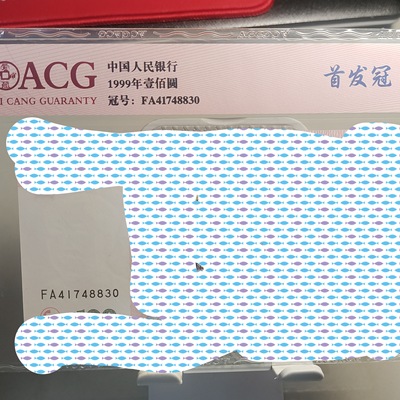 ACG
I CANG GUARANTY
中国人民银行
1999年壹佰圆
冠号: FA41748830
首发冠
FA41748830